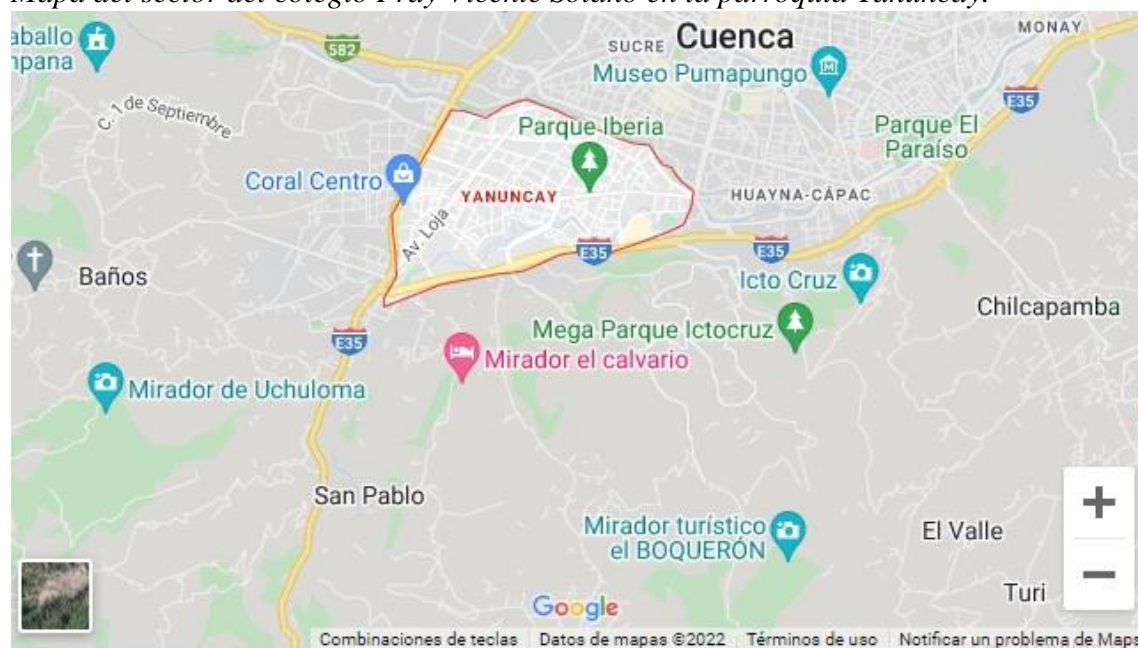 Mapa del sector del colegio Fray Vicente Solano en la parroquia Yanuncay.
MONAY
582
SUCRE
Cuenca
Museo Pumapungo
E35
C. 1 de Septiembre
Parque Iberia
Parque El
Paraíso
Coral Centro
YANUNCAY
HUAYNA-CÁPAC
Av. Loja
E35
E35
Baños
Icto Cruz
Chilcapamba
Mega Parque Ictocruz
E35
Mirador el calvario
Mirador de Uchuloma
San Pablo
Mirador turístico
el BOQUERÓN
El Valle
Turi
+
−
Google
Combinaciones de teclas
Datos de mapas ©2022
Términos de uso
Notificar un problema de Maps